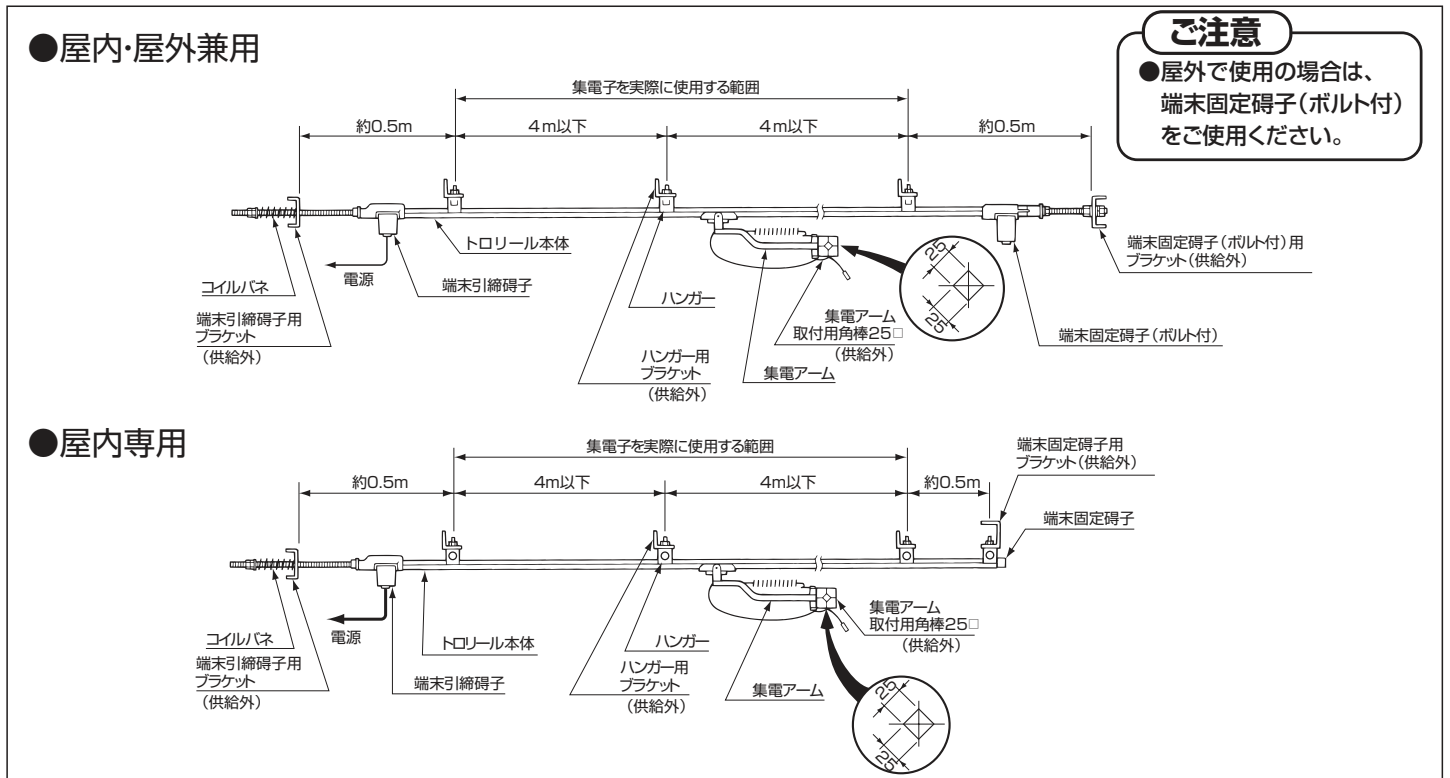 ●屋内・屋外兼用
ご注意
●屋外で使用の場合は、
端末固定碍子（ボルト付）
をご使用ください。
集電子を実際に使用する範囲
約0.5m
4m以下
4m以下
約0.5m
トロリール本体
電源
コイルバネ
端末引締碍子
端末引締碍子用
ブラケット
（供給外）
ハンガー
ハンガー用
ブラケット
（供給外）
集電アーム
取付用角棒25□
（供給外）
集電アーム
25
25
端末固定碍子（ボルト付）用
ブラケット（供給外）
端末固定碍子（ボルト付）
●屋内専用
集電子を実際に使用する範囲
約0.5m
4m以下
4m以下
約0.5m
端末固定碍子用
ブラケット（供給外）
端末固定碍子
電源
コイルバネ
端末引締碍子用
ブラケット
（供給外）
トロリール本体
端末引締碍子
ハンガー
ハンガー用
ブラケット
（供給外）
集電アーム
集電アーム
取付用角棒25□
（供給外）
25
25